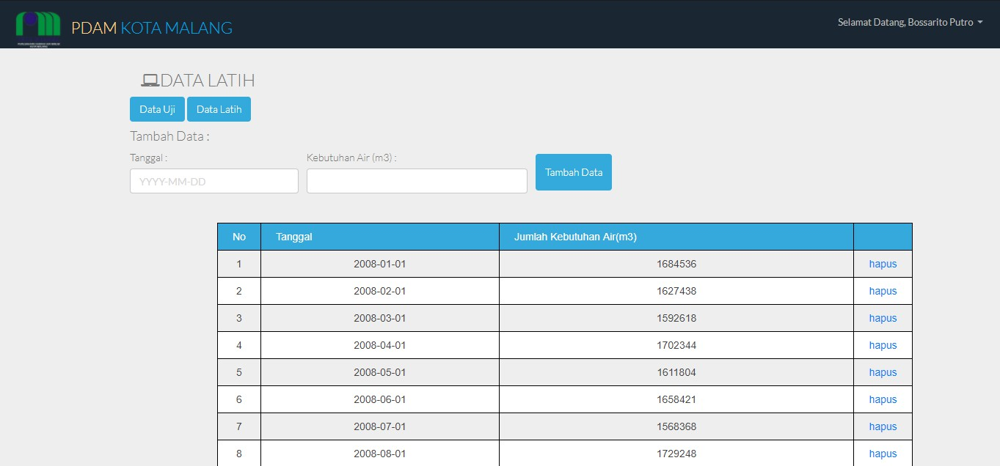 PDAM KOTA MALANG
Selamat Datang, Bossarito Putro
DATA LATIH
Data Uji Data Latih
Tambah Data :
Tanggal : Kebutuhan Air (m3) :
YYYY-MM-DD Tambah Data
No Tanggal Jumlah Kebutuhan Air(m3)
1 2008-01-01 1684536 hapus
2 2008-02-01 1627438 hapus
3 2008-03-01 1592618 hapus
4 2008-04-01 1702344 hapus
5 2008-05-01 1611804 hapus
6 2008-06-01 1658421 hapus
7 2008-07-01 1568368 hapus
8 2008-08-01 1729248 hapus